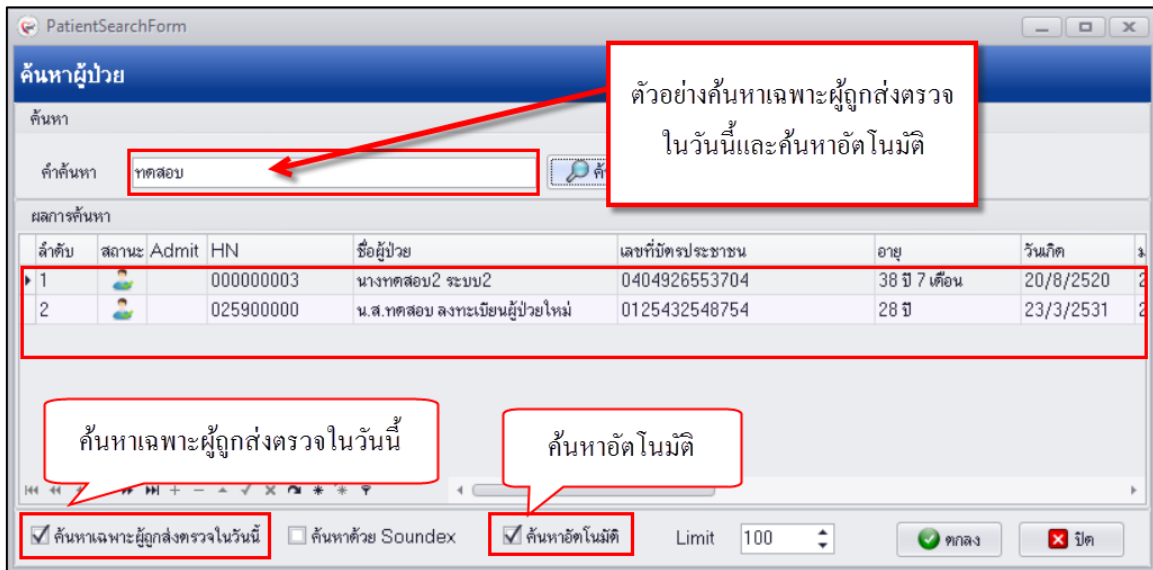 PatientSearchForm
ค้นหาผู้ป่วย
ตัวอย่างค้นหาเฉพาะผู้ถูกส่งตรวจ
ในวันนี้และค้นหาอัตโนมัติ
ค้นหา
คำค้นหา ทดสอบ
ผลการค้นหา
ลำดับ สถานะ Admit HN ชื่อผู้ป่วย เลขที่บัตรประชาชน อายุ วันเกิด
1 000000003 นางทดสอบ2 ระบบ2 0404926553704 38 ปี 7 เดือน 20/8/2520 2
2 025900000 น.ส.ทดสอบ ลงทะเบียนผู้ป่วยใหม่ 0125432548754 28 ปี 23/3/2531 2
ค้นหาเฉพาะผู้ถูกส่งตรวจในวันนี้ ค้นหาอัตโนมัติ
ค้นหาเฉพาะผู้ถูกส่งตรวจในวันนี้ ค้นหาด้วย Soundex ค้นหาอัตโนมัติ Limit 100 ตกลง ปิด